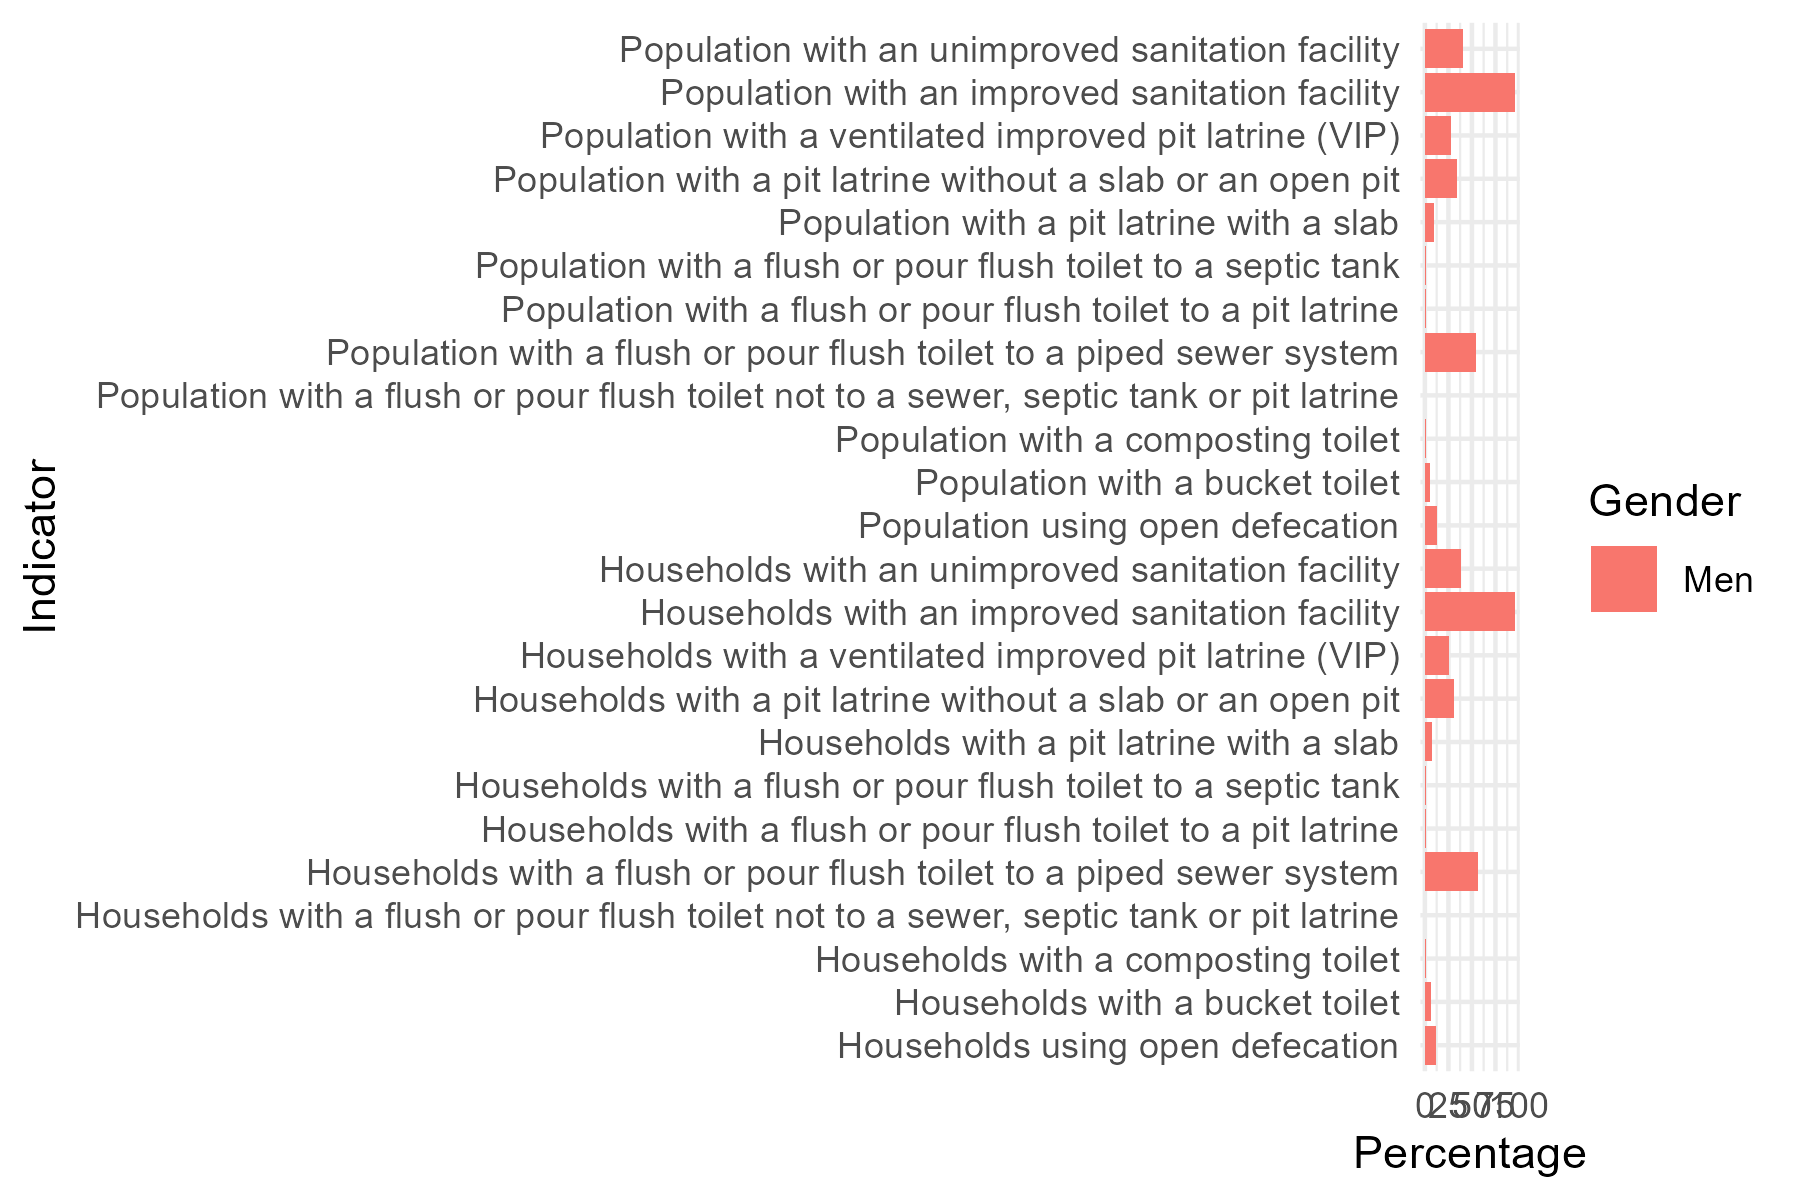 Population with an unimproved sanitation facility
Population with an improved sanitation facility
Population with a ventilated improved pit latrine (VIP)
Population with a pit latrine without a slab or an open pit
Population with a pit latrine with a slab
Population with a flush or pour flush toilet to a septic tank
Population with a flush or pour flush toilet to a pit latrine
Population with a flush or pour flush toilet to a piped sewer system
Population with a flush or pour flush toilet not to a sewer, septic tank or pit latrine
Population with a composting toilet
Population with a bucket toilet
Population using open defecation
Households with an unimproved sanitation facility
Households with an improved sanitation facility
Households with a ventilated improved pit latrine (VIP)
Households with a pit latrine without a slab or an open pit
Households with a pit latrine with a slab
Households with a flush or pour flush toilet to a septic tank
Households with a flush or pour flush toilet to a pit latrine
Households with a flush or pour flush toilet to a piped sewer system
Households with a flush or pour flush toilet not to a sewer, septic tank or pit latrine
Households with a composting toilet
Households with a bucket toilet
Households using open defecation
Indicator
0 25 50 75 100
Percentage
Gender
Men